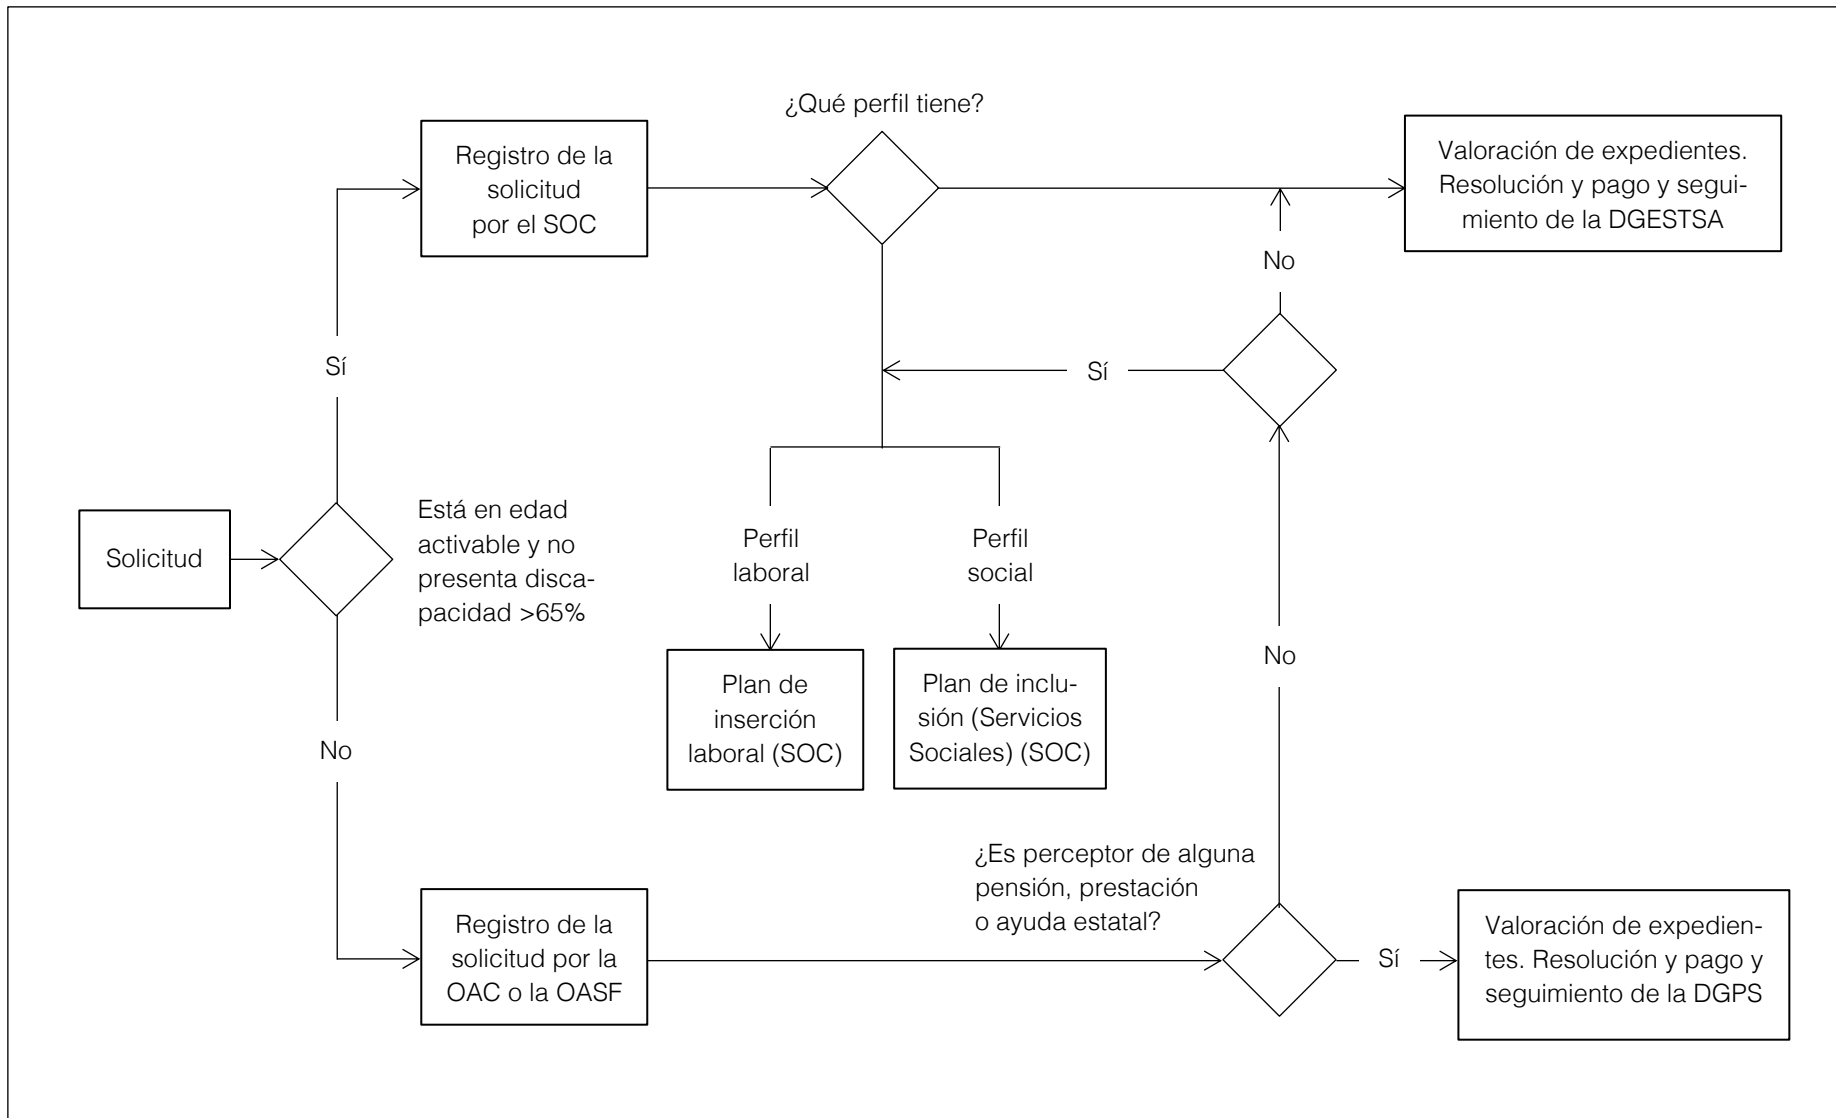 ¿Qué perfil tiene?
Registro de la
solicitud
por el SOC
Valoración de expedientes.
Resolución y pago y segui-
miento de la DGESTSA
No
Sí
Sí
Solicitud
Está en edad
activable y no
presenta disca-
pacidad >65%
Perfil
laboral
Perfil
social
No
Plan de
inserción
laboral (SOC)
Plan de inclu-
sión (Servicios
Sociales) (SOC)
No
¿Es perceptor de alguna
pensión, prestación
o ayuda estatal?
Registro de la
solicitud por la
OAC o la OASF
Sí
Valoración de expedien-
tes. Resolución y pago y
seguimiento de la DGPS